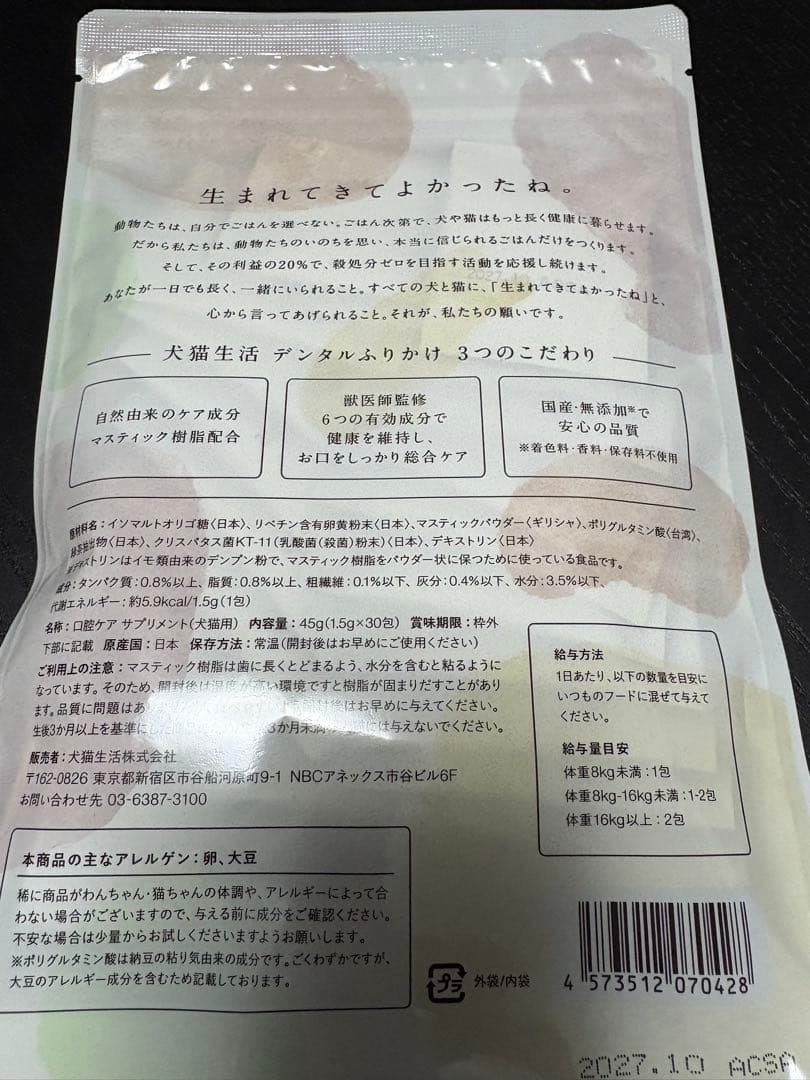 生まれてきてよかったね。
動物たちは、自分でごはんを選べない。ごはん次第で、犬や猫はもっと長く健康に暮らせます。
だから私たちは、動物たちのいのちを思い、本当に信じられるごはんだけをつくります。
そして、その利益の20%で、殺処分ゼロを目指す活動を応援し続けます。
あなたが一日でも長く、一緒にいられること。すべての犬と猫に、「生まれてきてよかったね」と、
心から言ってあげられること。それが、私たちの願いです。
犬猫生活 デンタルふりかけ 3つのこだわり
自然由来のケア成分
マスティック樹脂配合
獣医師監修
6つの有効成分で
健康を維持し、
お口をしっかり総合ケア
国産・無添加※で
安心の品質
※着色料・香料・保存料不使用
原材料名：イソマルトオリゴ糖〈日本〉、リベチン含有卵黄粉末〈日本〉、マスティックパウダー〈ギリシャ〉、ポリグルタミン酸〈台湾〉、
緑茶抽出物〈日本〉、クリスパタス菌KT-11（乳酸菌（殺菌）粉末）〈日本〉、デキストリン〈日本〉
※デキストリンはイモ類由来のデンプン粉で、マスティック樹脂をパウダー状に保つために使っている食品です。
成分：タンパク質：0.8%以上、脂質：0.8%以上、粗繊維：0.1%以下、灰分：0.4%以下、水分：3.5%以下、
代謝エネルギー：約5.9kcal/1.5g（1包）
名称：口腔ケア サプリメント（犬猫用） 内容量：45g（1.5g×30包） 賞味期限：枠外
下部に記載 原産国：日本 保存方法：常温（開封後はお早めにご使用ください）
ご利用上の注意：マスティック樹脂は歯に長くとどまるよう、水分を含むと粘るように
なっています。そのため、開封後は湿度が高い環境ですと樹脂が固まりだすことがあり
ます。品質に問題はあ 開封後はお早めに与えてください。
生後3か月以上を基準にし 3か月未満の には与えないでください。
販売者：犬猫生活株式会社
〒162-0826 東京都新宿区市谷船河原町9-1 NBCアネックス市谷ビル6F
お問い合わせ先 03-6387-3100
給与方法
1日あたり、以下の数量を目安に
いつものフードに混ぜて与えて
ください。
給与量目安
体重8kg未満：1包
体重8kg-16kg未満：1-2包
体重16kg以上：2包
本商品の主なアレルゲン：卵、大豆
稀に商品がわんちゃん・猫ちゃんの体調や、アレルギーによって合
わない場合がございますので、与える前に成分をご確認ください。
不安な場合は少量からお試しくださいますようお願いします。
※ポリグルタミン酸は納豆の粘り気由来の成分です。ごくわずかですが、
大豆のアレルギー成分を含むため記載しております。
プラ
外袋/内袋
4 573512 070428
2027.10 ACSA